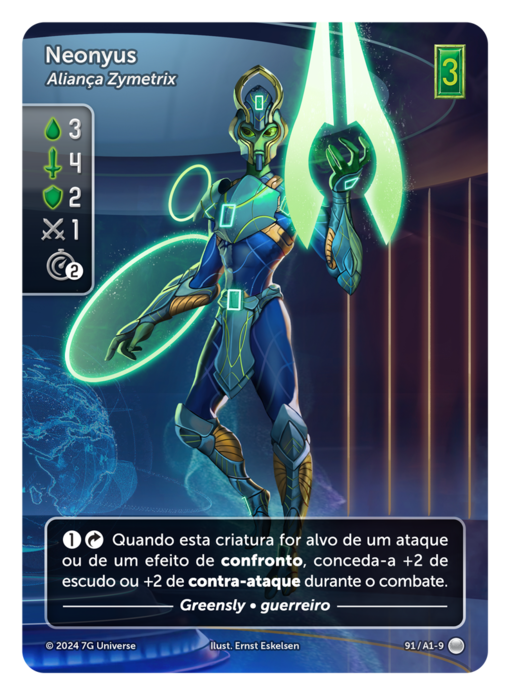 Neonyus
Aliança Zymetrix
3
3
4
2
1
2
1 Quando esta criatura for alvo de um ataque
ou de um efeito de confronto, conceda-a +2 de
escudo ou +2 de contra-ataque durante o combate.
Greensly • guerreiro
© 2024 7G Universe
Ilust. Ernst Eskelsen
91/A1-9